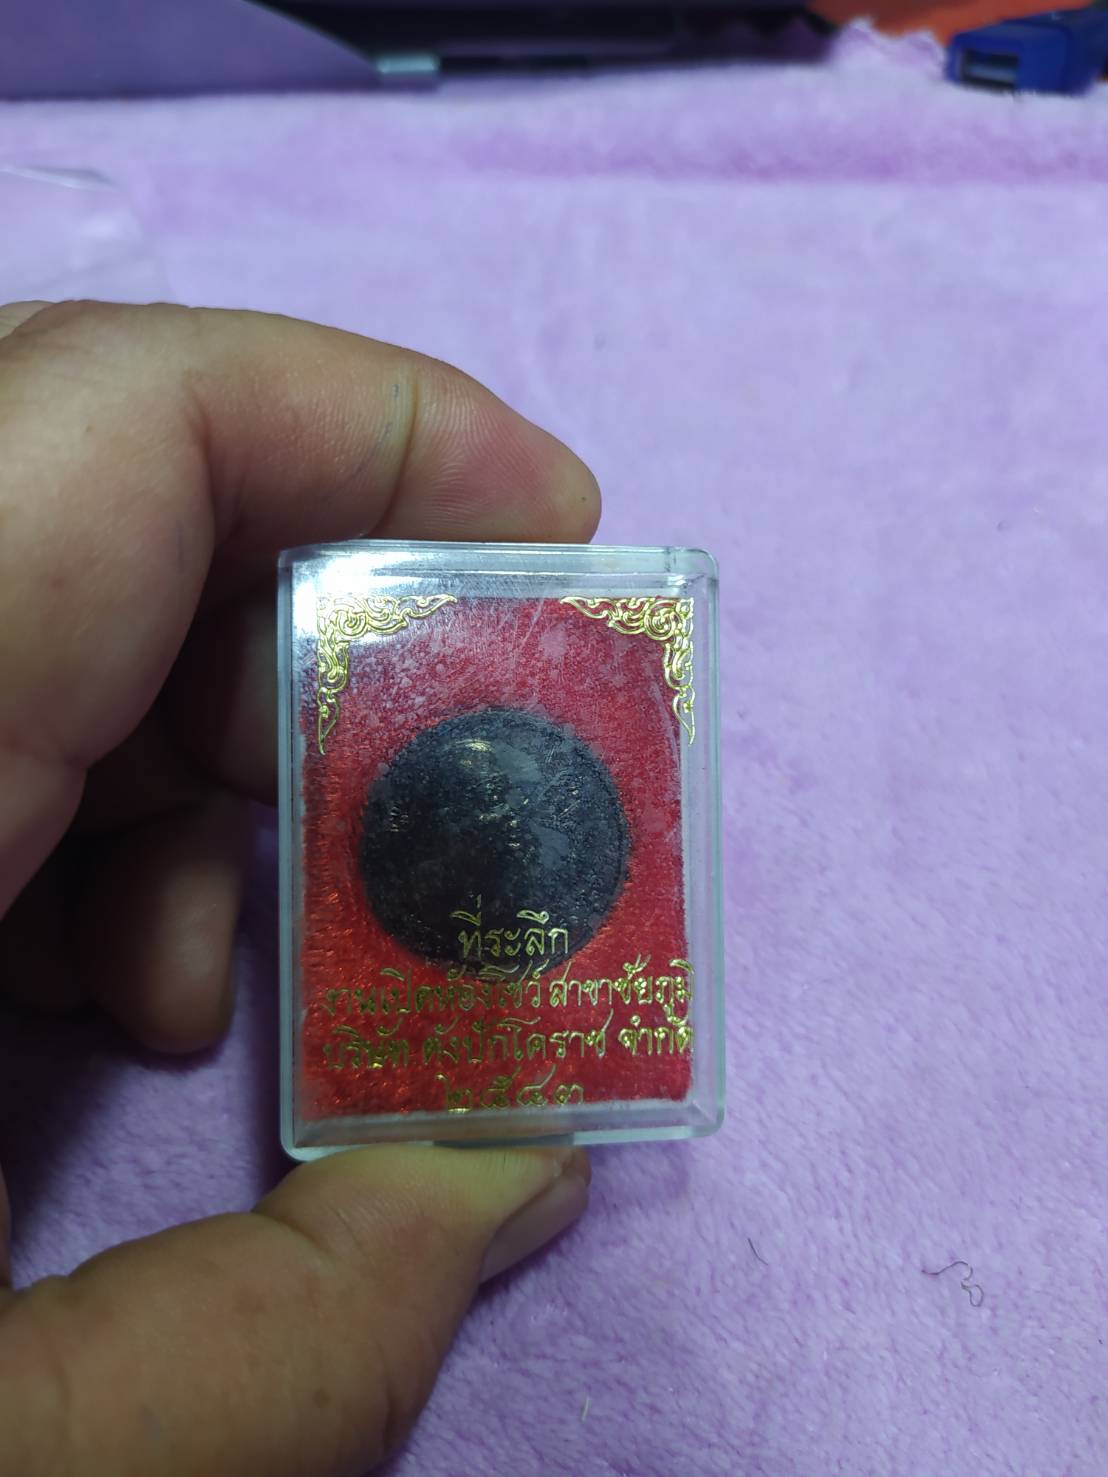 ที่ระลึก
งานเปิดห้องโชว์ สาขาชัยภูมิ
บริษัท ตังปักโคราช จำกัด
๒๕๔๓